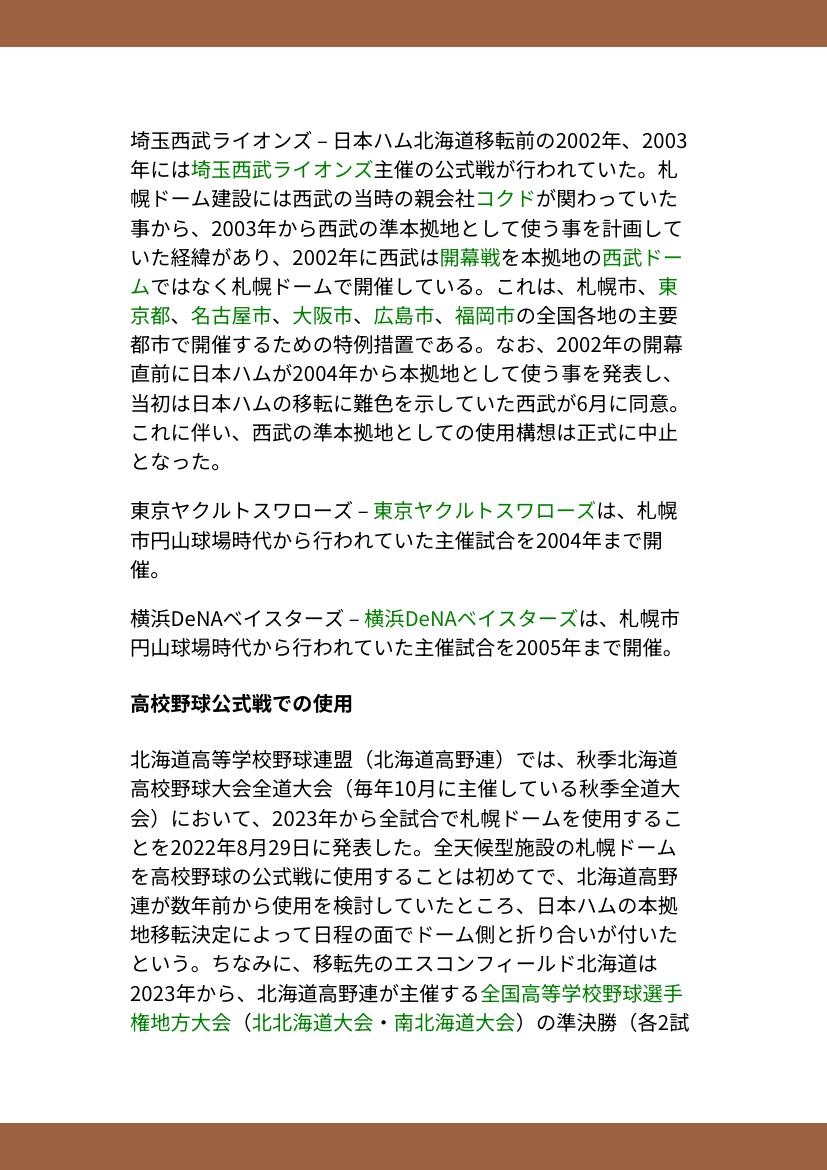 埼玉西武ライオンズ – 日本ハム北海道移転前の2002年、2003
年には埼玉西武ライオンズ主催の公式戦が行われていた。札
幌ドーム建設には西武の当時の親会社コクドが関わっていた
事から、2003年から西武の準本拠地として使う事を計画して
いた経緯があり、2002年に西武は開幕戦を本拠地の西武ドー
ムではなく札幌ドームで開催している。これは、札幌市、東
京都、名古屋市、大阪市、広島市、福岡市の全国各地の主要
都市で開催するための特例措置である。なお、2002年の開幕
直前に日本ハムが2004年から本拠地として使う事を発表し、
当初は日本ハムの移転に難色を示していた西武が6月に同意。
これに伴い、西武の準本拠地としての使用構想は正式に中止
となった。
東京ヤクルトスワローズ – 東京ヤクルトスワローズは、札幌
市円山球場時代から行われていた主催試合を2004年まで開
催。
横浜DeNAベイスターズ – 横浜DeNAベイスターズは、札幌市
円山球場時代から行われていた主催試合を2005年まで開催。
高校野球公式戦での使用
北海道高等学校野球連盟（北海道高野連）では、秋季北海道
高校野球大会全道大会（毎年10月に主催している秋季全道大
会）において、2023年から全試合で札幌ドームを使用するこ
とを2022年8月29日に発表した。全天候型施設の札幌ドーム
を高校野球の公式戦に使用することは初めてで、北海道高野
連が数年前から使用を検討していたところ、日本ハムの本拠
地移転決定によって日程の面でドーム側と折り合いが付いた
という。ちなみに、移転先のエスコンフィールド北海道は
2023年から、北海道高野連が主催する全国高等学校野球選手
権地方大会（北北海道大会・南北海道大会）の準決勝（各2試